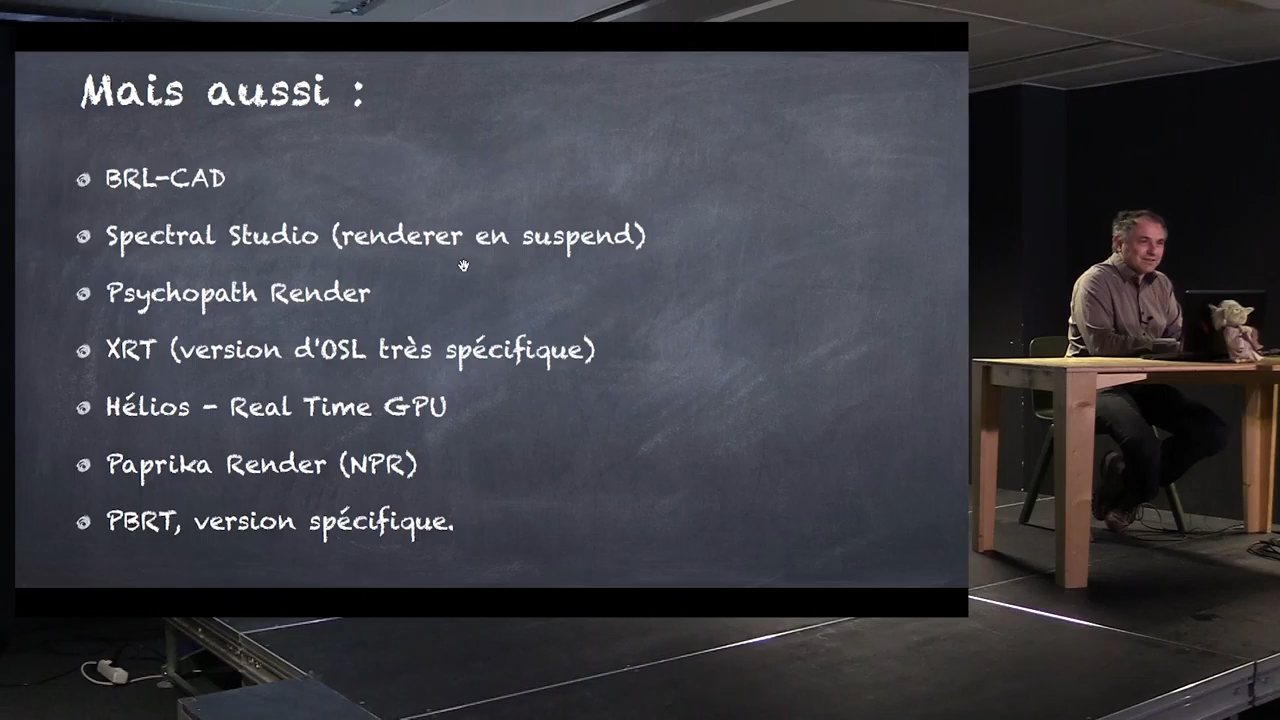 Mais aussi :
BRL-CAD
Spectral Studio (renderer en suspend)
Psychopath Render
XRT (version d'OSL très spécifique)
Hélios - Real Time GPU
Paprika Render (NPR)
PBRT, version spécifique.